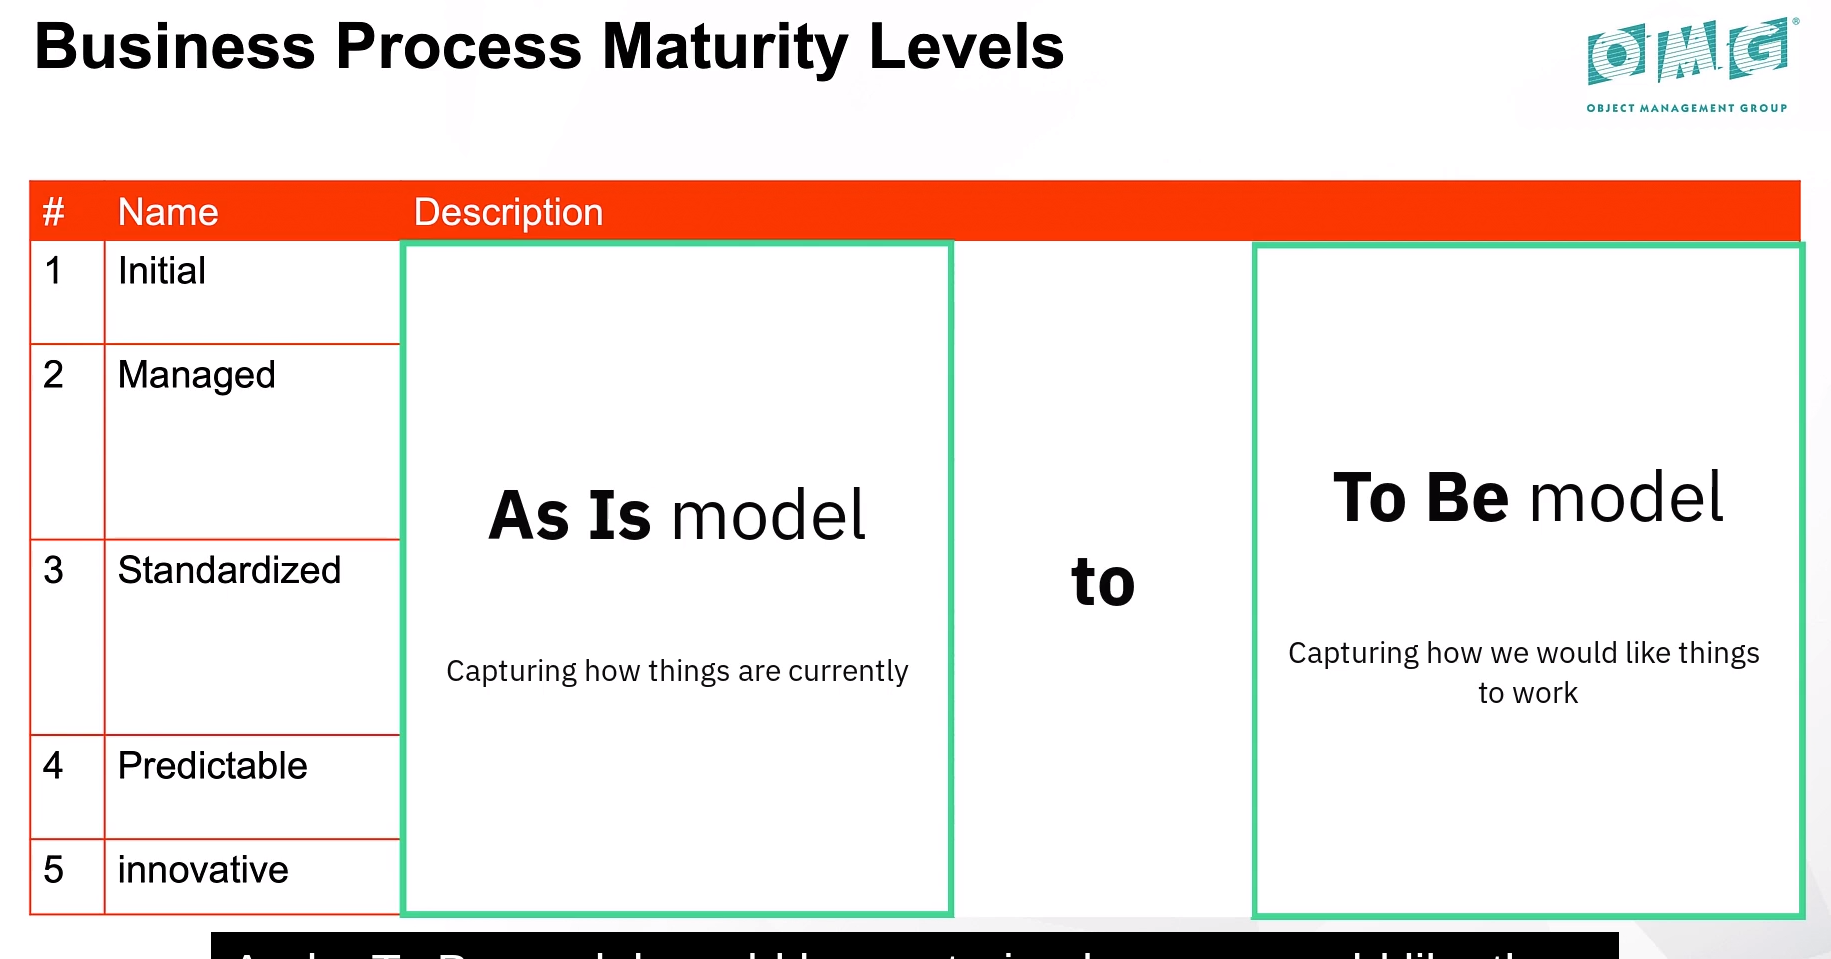 Business Process Maturity Levels
OMG®
OBJECT MANAGEMENT GROUP
# Name Description
1 Initial
2 Managed
3 Standardized
4 Predictable
5 innovative
As Is model
Capturing how things are currently
to
To Be model
Capturing how we would like things
to work